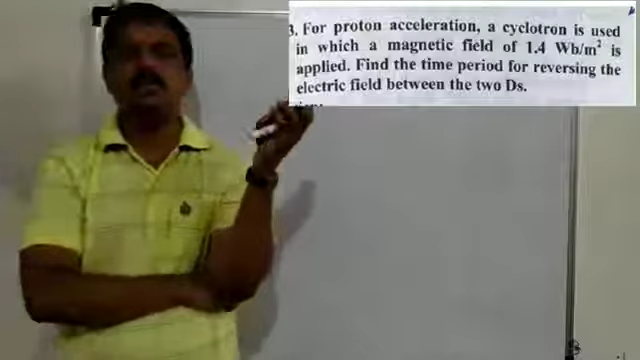 3. For proton acceleration, a cyclotron is used
in which a magnetic field of 1.4 Wb/m² is
applied. Find the time period for reversing the
electric field between the two Ds.